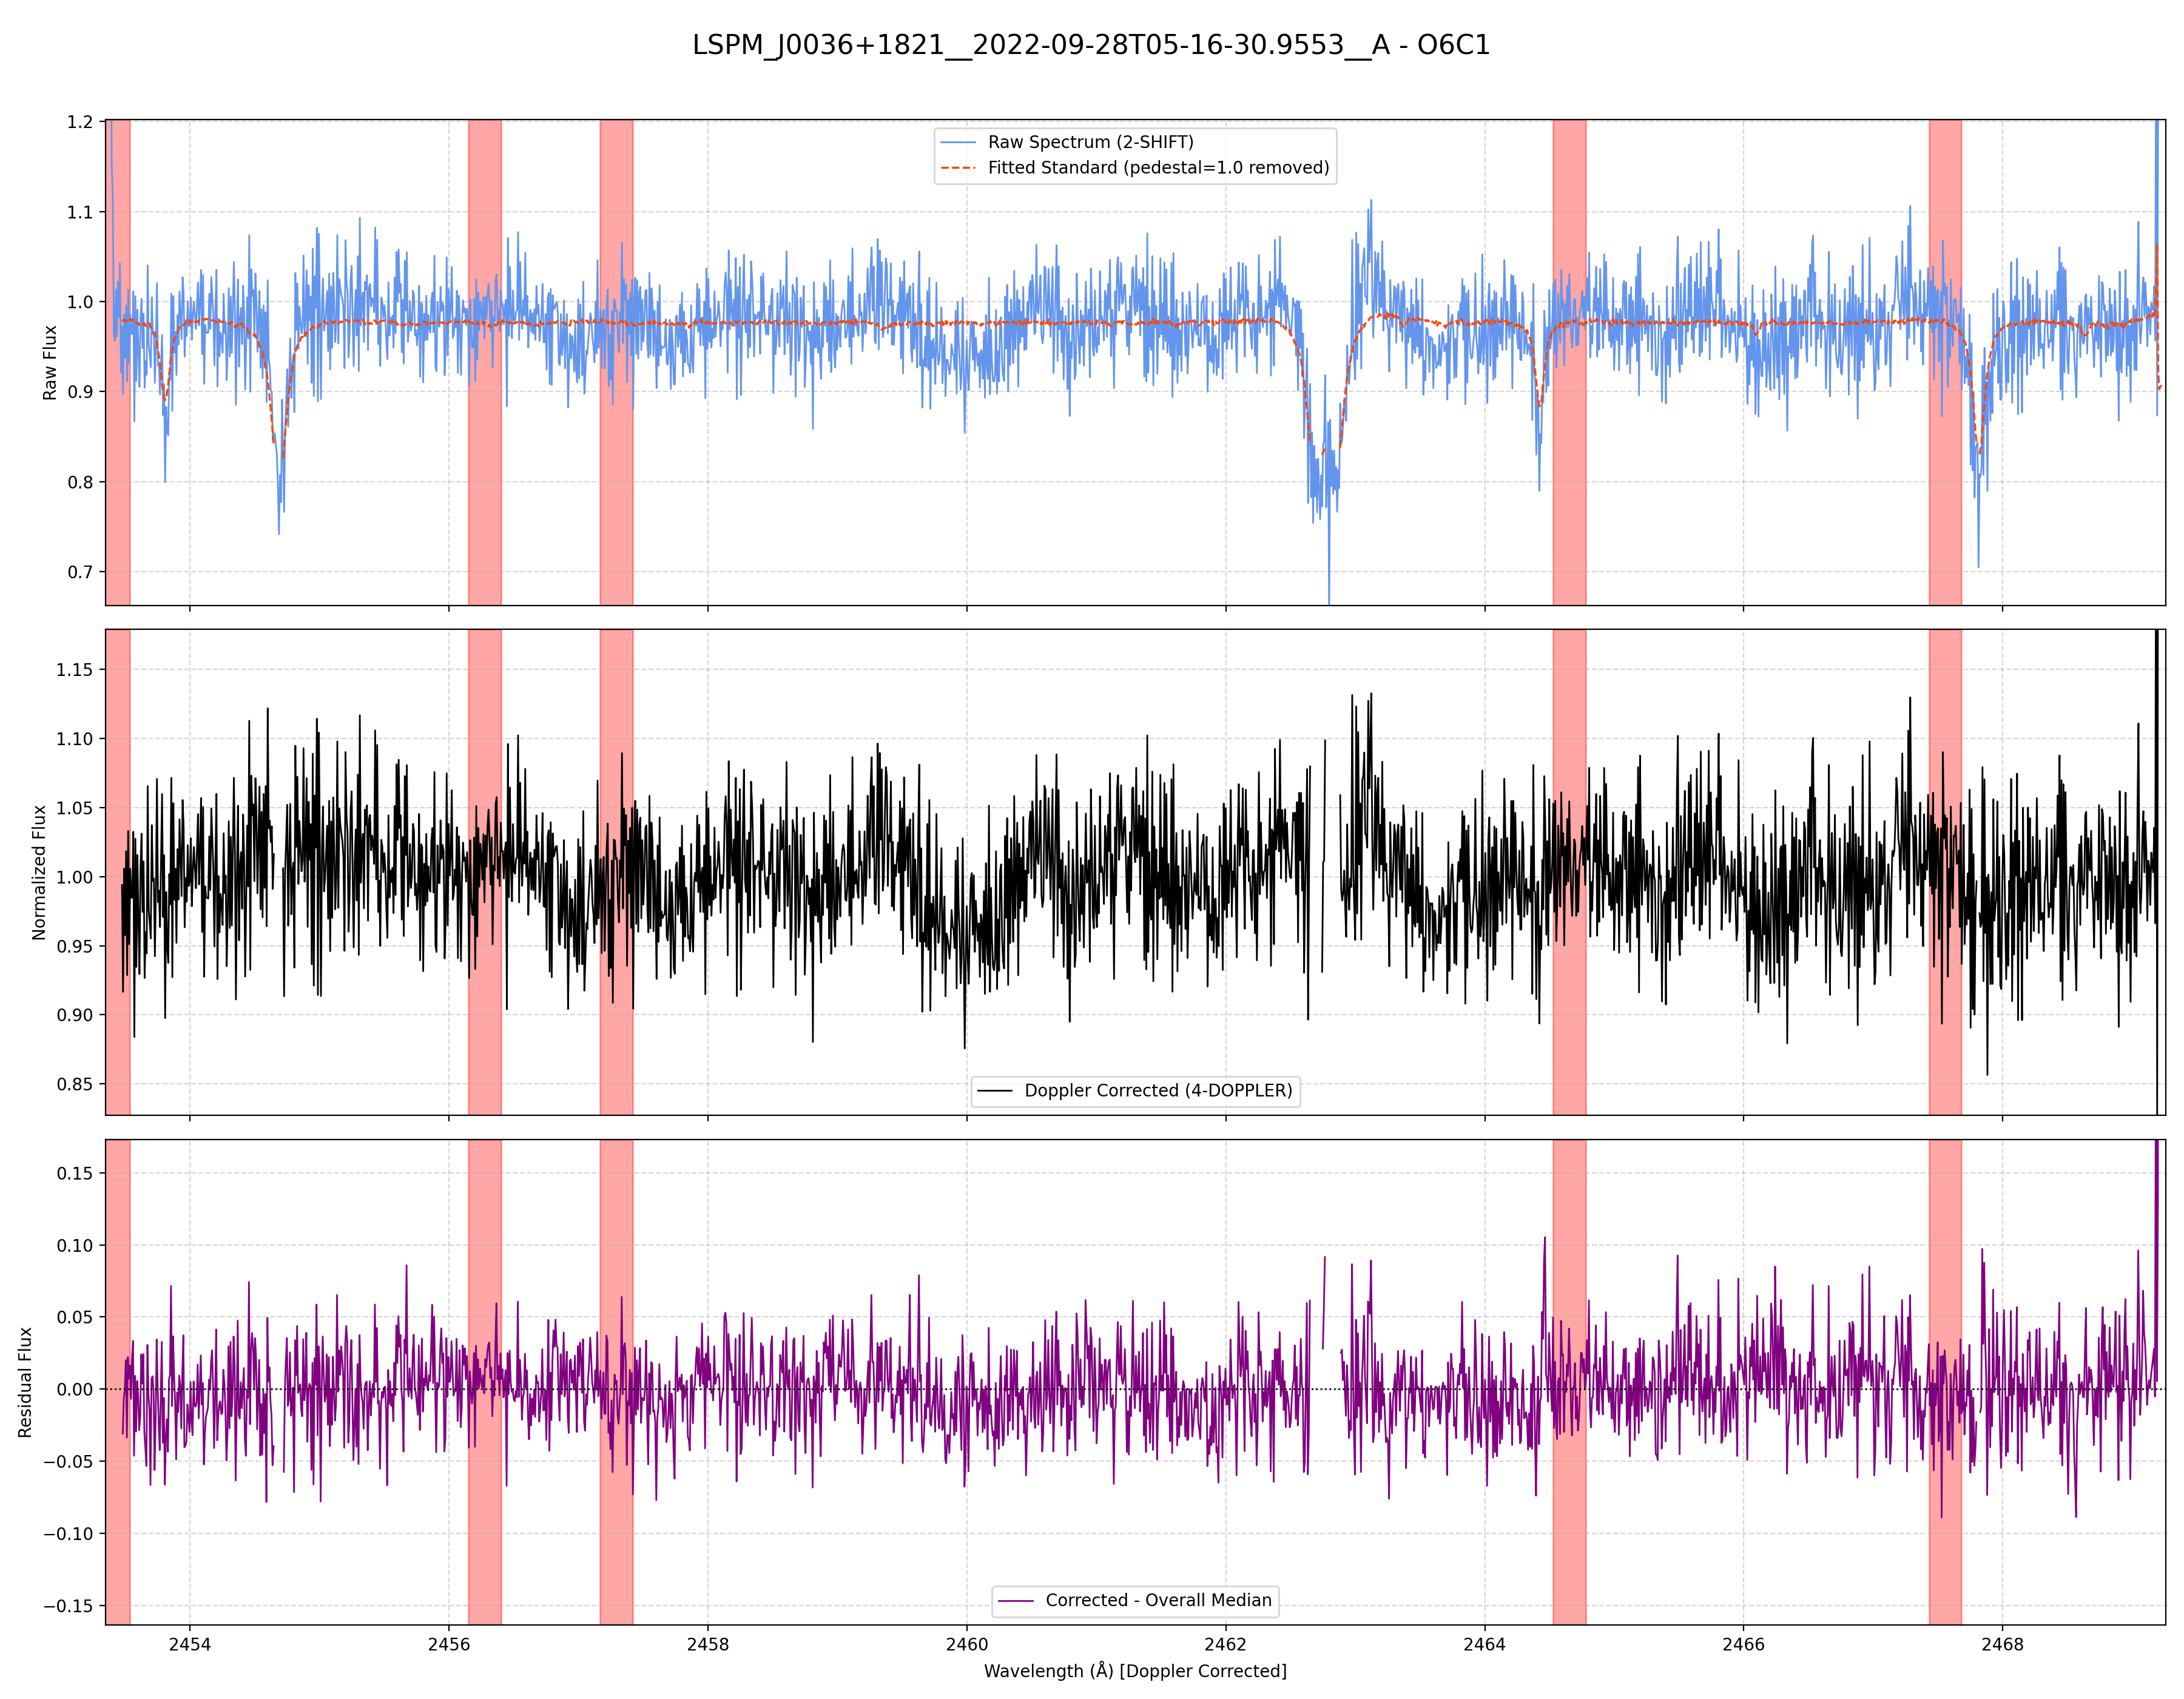 LSPM_J0036+1821__2022-09-28T05-16-30.9553__A - O6C1
Raw Flux
1.2
1.1
1.0
0.9
0.8
0.7
Raw Spectrum (2-SHIFT)
Fitted Standard (pedestal=1.0 removed)
Normalized Flux
1.15
1.10
1.05
1.00
0.95
0.90
0.85
Doppler Corrected (4-DOPPLER)
Residual Flux
0.15
0.10
0.05
0.00
−0.05
−0.10
−0.15
Corrected - Overall Median
2454 2456 2458 2460 2462 2464 2466 2468
Wavelength (Å) [Doppler Corrected]